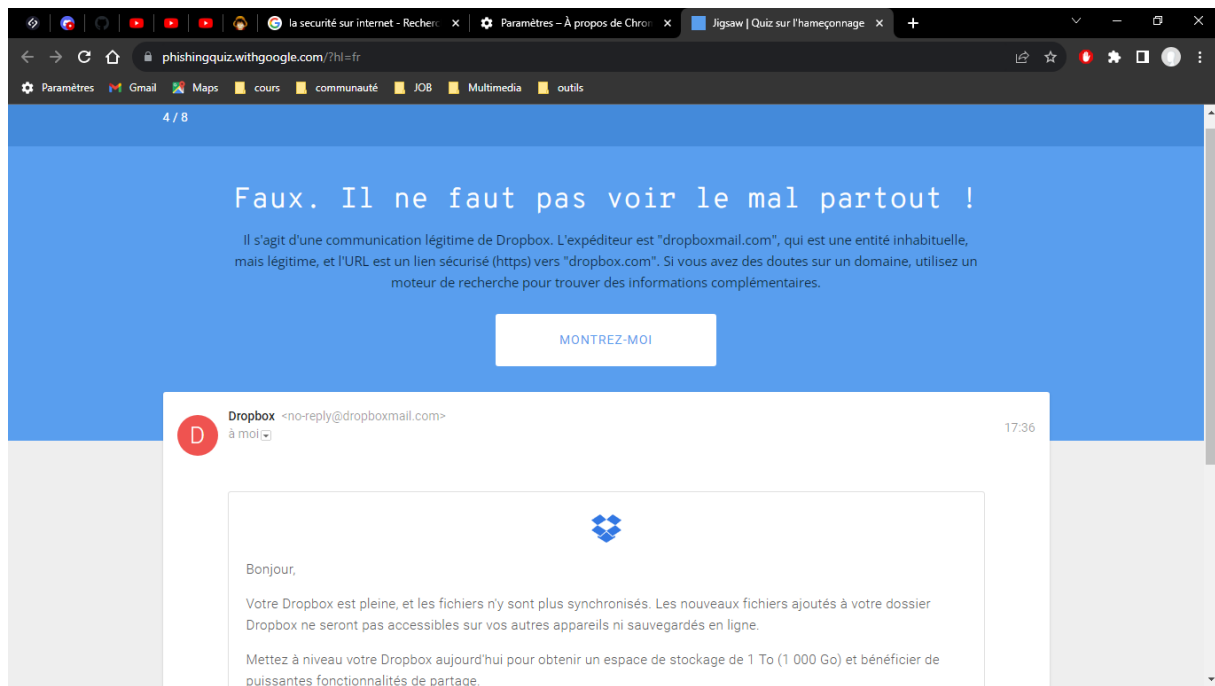 la securité sur internet - Recherc
Paramètres – À propos de Chron
Jigsaw | Quiz sur l'hameçonnage
phishingquiz.withgoogle.com/?hl=fr
Paramètres Gmail Maps cours communauté JOB Multimedia outils
4 / 8
Faux. Il ne faut pas voir le mal partout !
Il s'agit d'une communication légitime de Dropbox. L'expéditeur est "dropboxmail.com", qui est une entité inhabituelle,
mais légitime, et l'URL est un lien sécurisé (https) vers "dropbox.com". Si vous avez des doutes sur un domaine, utilisez un
moteur de recherche pour trouver des informations complémentaires.
MONTREZ-MOI
Dropbox <no-reply@dropboxmail.com>
à moi
17:36
D
Bonjour,
Votre Dropbox est pleine, et les fichiers n'y sont plus synchronisés. Les nouveaux fichiers ajoutés à votre dossier
Dropbox ne seront pas accessibles sur vos autres appareils ni sauvegardés en ligne.
Mettez à niveau votre Dropbox aujourd'hui pour obtenir un espace de stockage de 1 To (1 000 Go) et bénéficier de
puissantes fonctionnalités de partage.